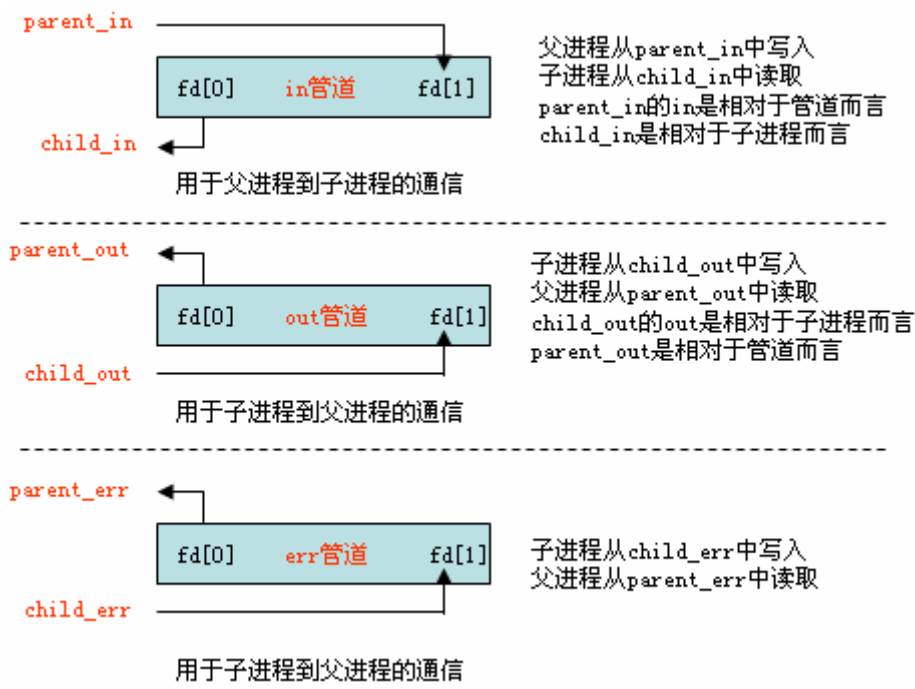 parent_in
父进程从parent_in中写入
子进程从child_in中读取
parent_in的in是相对于管道而言
child_in是相对于子进程而言
fd[0] in管道 fd[1]
child_in
用于父进程到子进程的通信
parent_out
子进程从child_out中写入
父进程从parent_out中读取
child_out的out是相对于子进程而言
parent_out是相对于管道而言
fd[0] out管道 fd[1]
child_out
用于子进程到父进程的通信
parent_err
fd[0] err管道 fd[1]
子进程从child_err中写入
父进程从parent_err中读取
child_err
用于子进程到父进程的通信